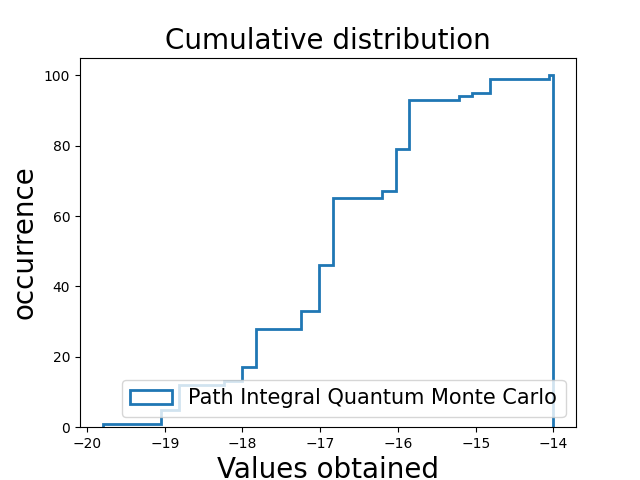 Cumulative distribution
100
80
60
40
20
0
occurrence
Path Integral Quantum Monte Carlo
−20 −19 −18 −17 −16 −15 −14
Values obtained